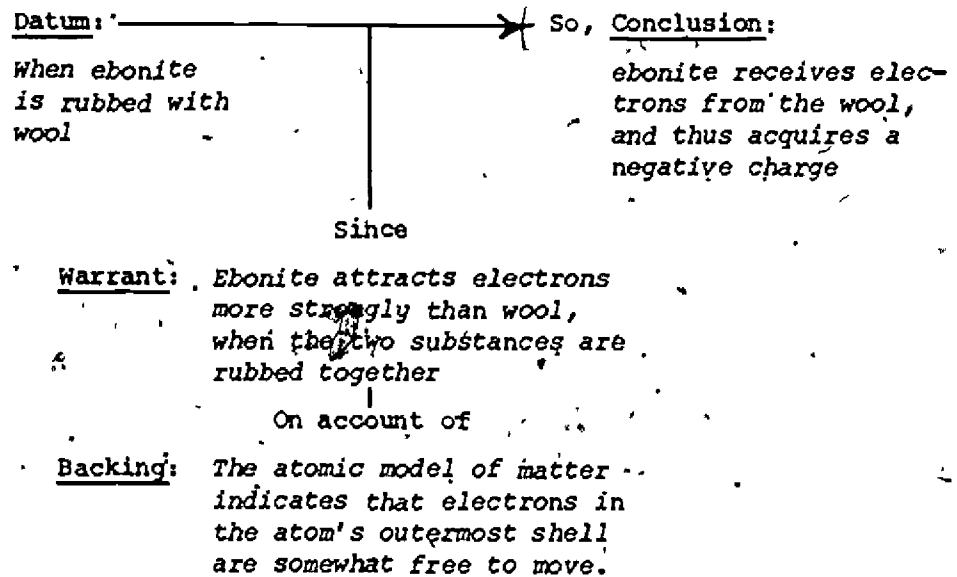 Datum: So, Conclusion:
When ebonite
is rubbed with
wool
ebonite receives elec-
trons from the wool,
and thus acquires a
negative charge
Since
Warrant: Ebonite attracts electrons
more strongly than wool,
when the two substances are
rubbed together
On account of
Backing: The atomic model of matter
indicates that electrons in
the atom's outermost shell
are somewhat free to move.